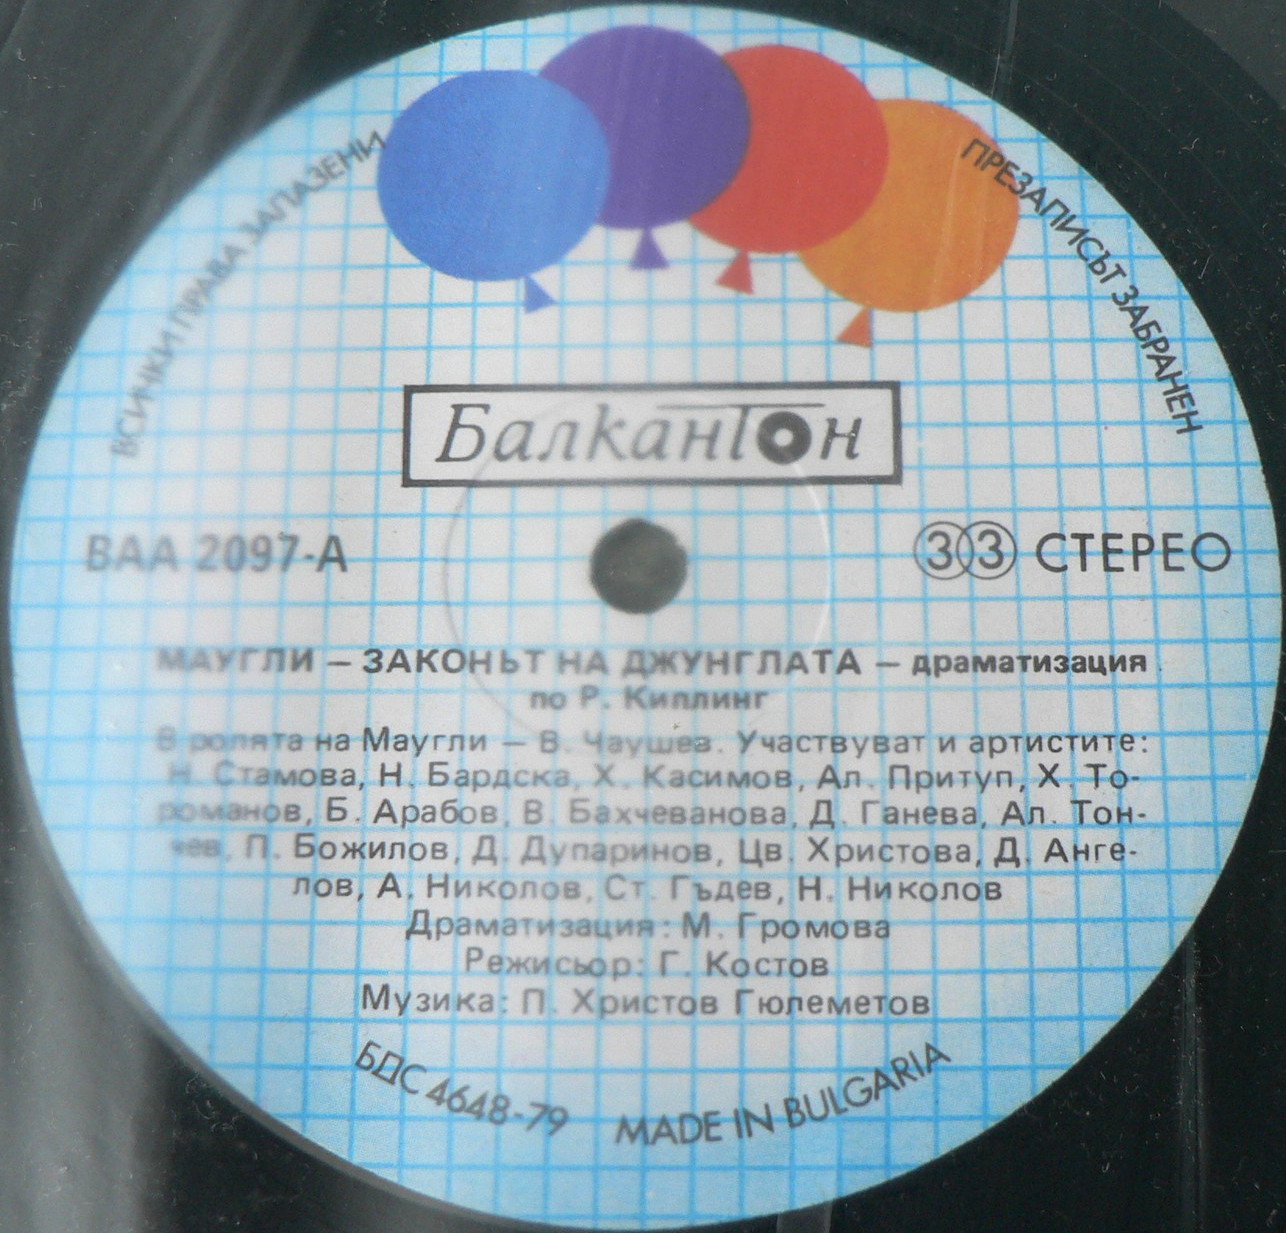 ВСИЧКИ ПРАВА ЗАПАЗЕНИ
ПРЕЗАПИСЪТ ЗАБРАНЕН
Балкантон
ВАА 2097-А
33 СТЕРЕО
МАУГЛИ – ЗАКОНЪТ НА ДЖУНГЛАТА – драматизация
по Р. Киплинг
В ролята на Маугли – В. Чаушев. Участвуват и артистите:
Н. Стамова, Н. Бардска, Х. Касимов, Ал. Притуп, Х. То-
романов, Б. Арабов, В. Бахчеванова, Д. Ганева, Ал. Тон-
чев, П. Божилов, Д. Дупаринов, Цв. Христова, Д. Анге-
лов, А. Николов, Ст. Гъдев, Н. Николов
Драматизация: М. Громова
Режисьор: Г. Костов
Музика: П. Христов Гюлеметов
БДС 4648-79
MADE IN BULGARIA